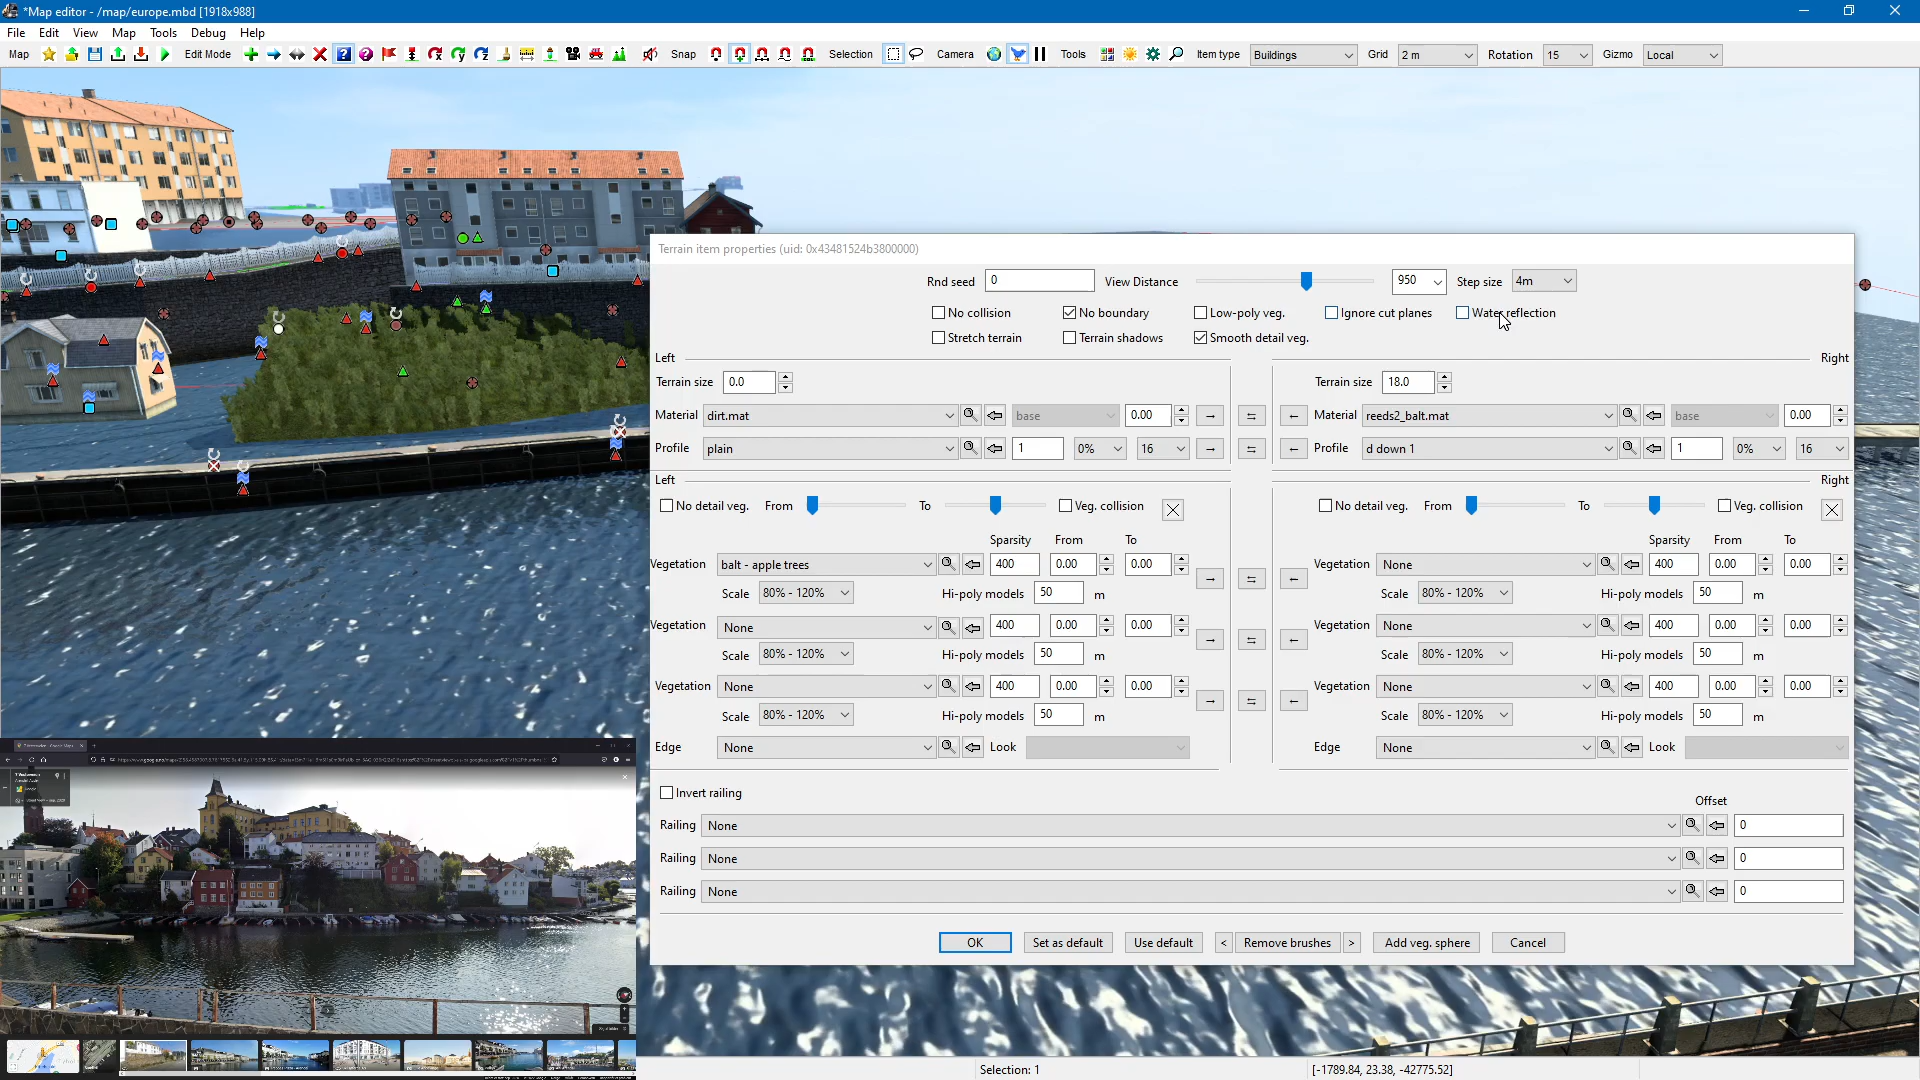 *Map editor - /map/europe.mbd [1918x988]
File Edit View Map Tools Debug Help
Map Edit Mode Snap Selection Camera Tools Item type Buildings Grid 2 m Rotation 15 Gizmo Local
Terrain item properties (uid: 0x43481524b3800000)
Rnd seed 0 View Distance 950 Step size 4m
No collision No boundary Low-poly veg. Ignore cut planes Water reflection
Stretch terrain Terrain shadows Smooth detail veg.
Left Right
Terrain size 0.0 Terrain size 18.0
Material dirt.mat base 0.00 Material reeds2_balt.mat base 0.00
Profile plain 1 0% 16 Profile d down 1 1 0% 16
Left Right
No detail veg. From To Veg. collision No detail veg. From To Veg. collision
Sparsity From To Sparsity From To
Vegetation balt - apple trees 400 0.00 0.00 Vegetation None 400 0.00 0.00
Scale 80% - 120% Hi-poly models 50 m Scale 80% - 120% Hi-poly models 50 m
Vegetation None 400 0.00 0.00 Vegetation None 400 0.00 0.00
Scale 80% - 120% Hi-poly models 50 m Scale 80% - 120% Hi-poly models 50 m
Vegetation None 400 0.00 0.00 Vegetation None 400 0.00 0.00
Scale 80% - 120% Hi-poly models 50 m Scale 80% - 120% Hi-poly models 50 m
Edge None Look Edge None Look
Invert railing
Offset
Railing None 0
Railing None 0
Railing None 0
OK Set as default Use default < Remove brushes > Add veg. sphere Cancel
Selection: 1 [-1789.84, 23.38, -42775.52]